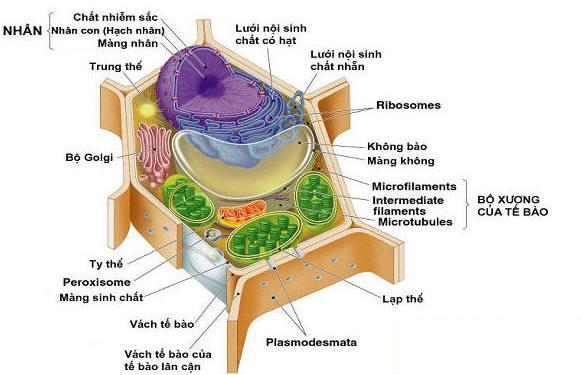 NHÂN
Chất nhiễm sắc
Nhân con (Hạch nhân)
Màng nhân
Trung thể
Bộ Golgi
Lưới nội sinh
chất có hạt
Lưới nội sinh
chất nhẵn
Ribosomes
Không bào
Màng không
Microfilaments
Intermediate
filaments
Microtubules
BỘ XƯƠNG
CỦA TẾ BÀO
Ty thể
Peroxisome
Màng sinh chất
Vách tế bào
Vách tế bào của
tế bào lân cận
Plasmodesmata
Lạp thể